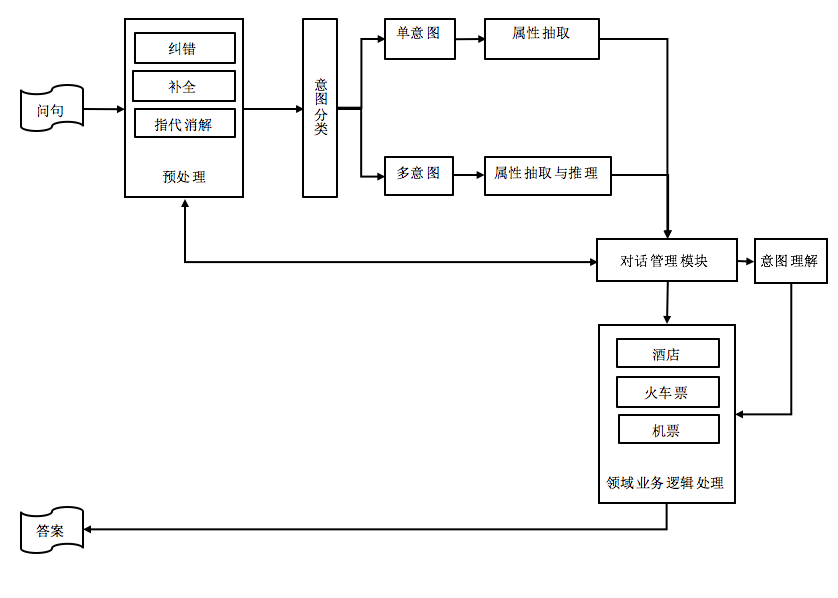 问句
纠错
补全
指代消解
预处理
意图分类
单意图
属性抽取
多意图
属性抽取与推理
对话管理模块
意图理解
酒店
火车票
机票
领域业务逻辑处理
答案